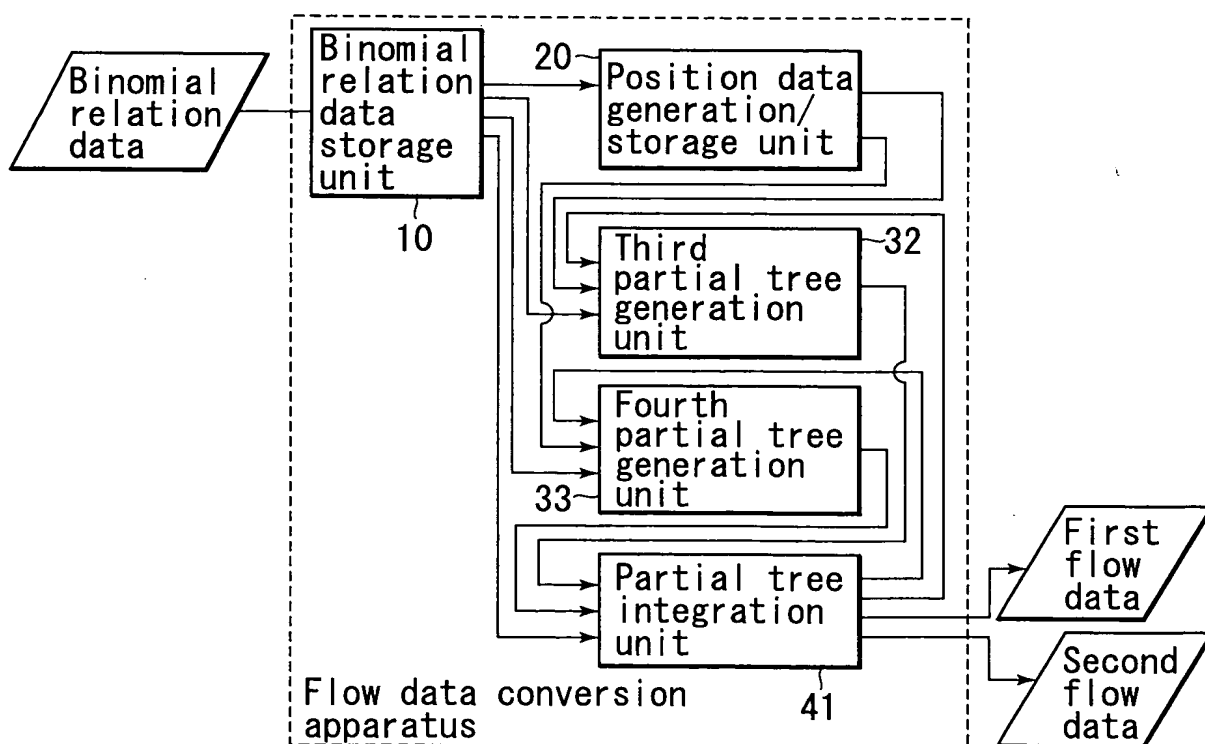 Binomial
relation
data
Binomial
relation
data
storage
unit
10
20
Position data
generation/
storage unit
Third
partial tree
generation
unit
32
Fourth
partial tree
generation
unit
33
Partial tree
integration
unit
41
First
flow
data
Second
flow
data
Flow data conversion
apparatus